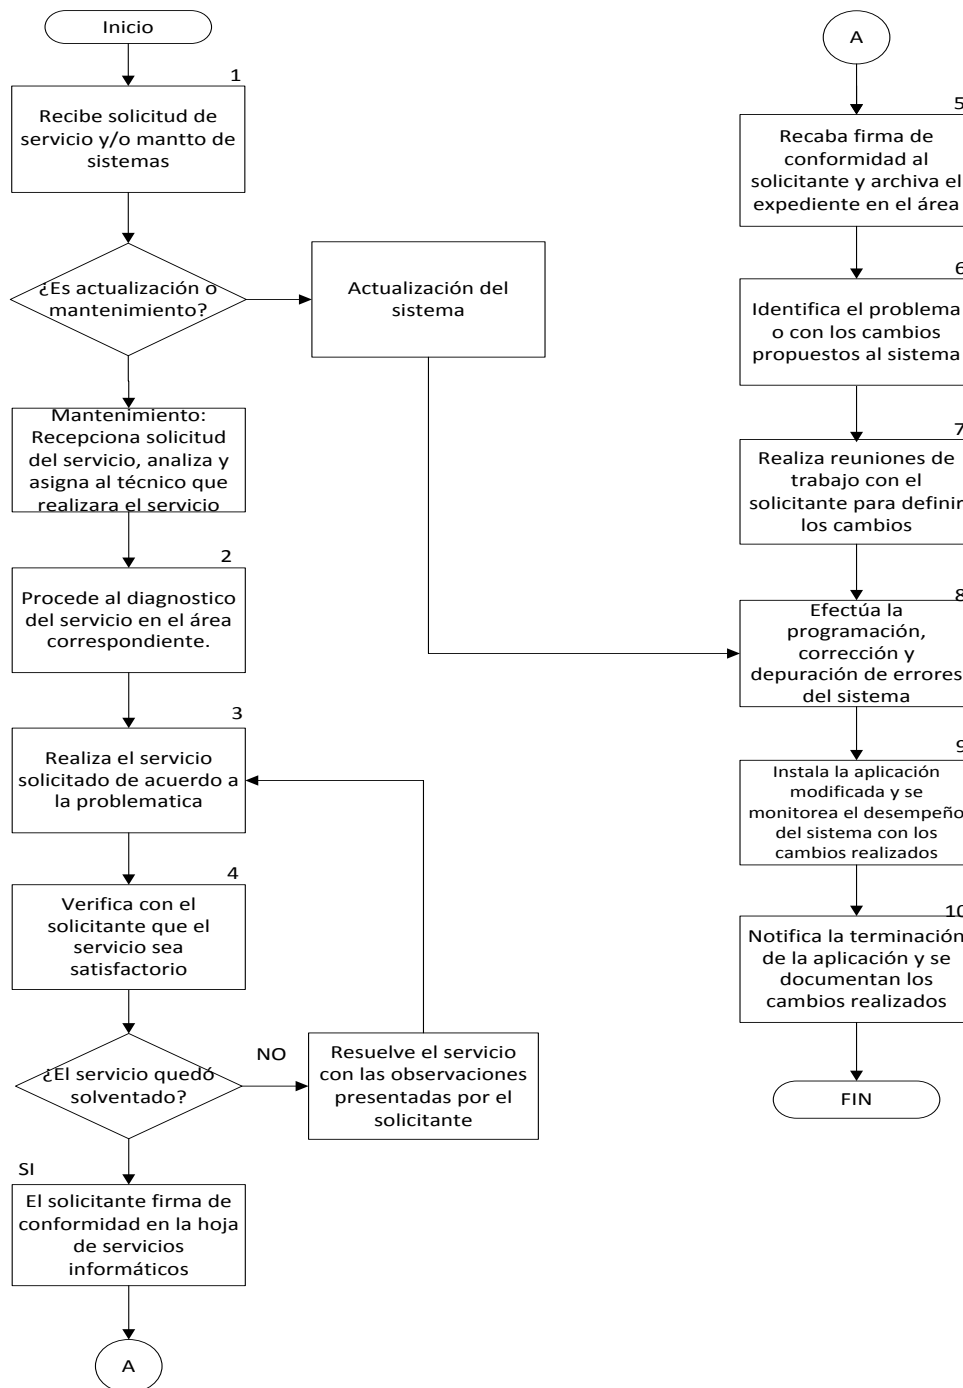 Inicio
1
Recibe solicitud de
servicio y/o mantto de
sistemas
¿Es actualización o
mantenimiento?
Actualización del
sistema
Mantenimiento:
Recepciona solicitud
del servicio, analiza y
asigna al técnico que
realizara el servicio
2
Procede al diagnostico
del servicio en el área
correspondiente.
3
Realiza el servicio
solicitado de acuerdo a
la problematica
4
Verifica con el
solicitante que el
servicio sea
satisfactorio
¿El servicio quedó
solventado?
NO
Resuelve el servicio
con las observaciones
presentadas por el
solicitante
SI
El solicitante firma de
conformidad en la hoja
de servicios
informáticos
A
A
5
Recaba firma de
conformidad al
solicitante y archiva el
expediente en el área
6
Identifica el problema
o con los cambios
propuestos al sistema
7
Realiza reuniones de
trabajo con el
solicitante para definir
los cambios
8
Efectúa la
programación,
corrección y
depuración de errores
del sistema
9
Instala la aplicación
modificada y se
monitorea el desempeño
del sistema con los
cambios realizados
10
Notifica la terminación
de la aplicación y se
documentan los
cambios realizados
FIN